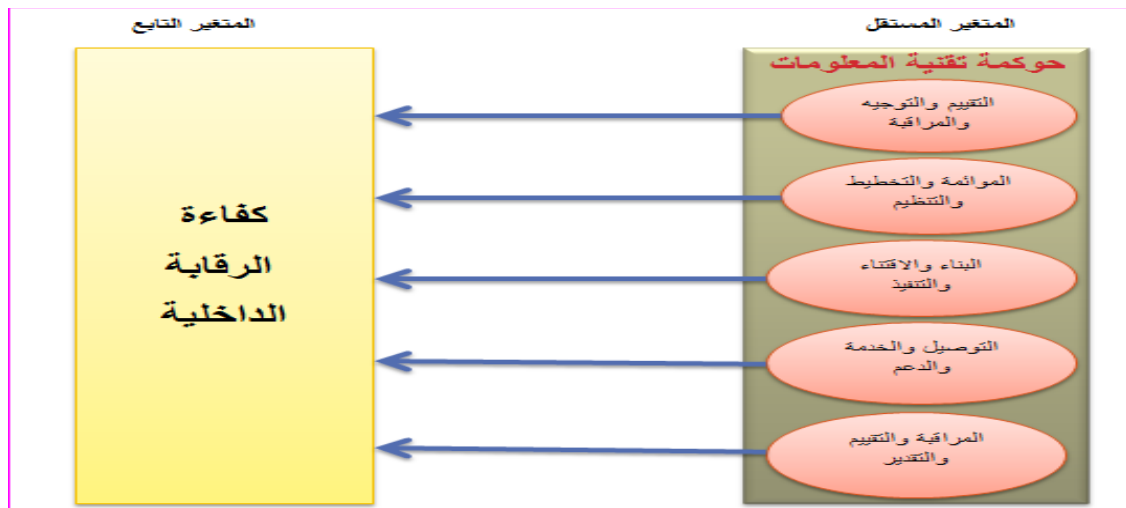 المتغير المستقل
المتغير التابع
حوكمة تقنية المعلومات
التقييم والتوجيه
والمراقبة
الموائمة والتخطيط
والتنظيم
البناء والاقتناء
والتنفيذ
التوصيل والخدمة
والدعم
المراقبة والتقييم
والتقدير
كفاءة
الرقابة
الداخلية